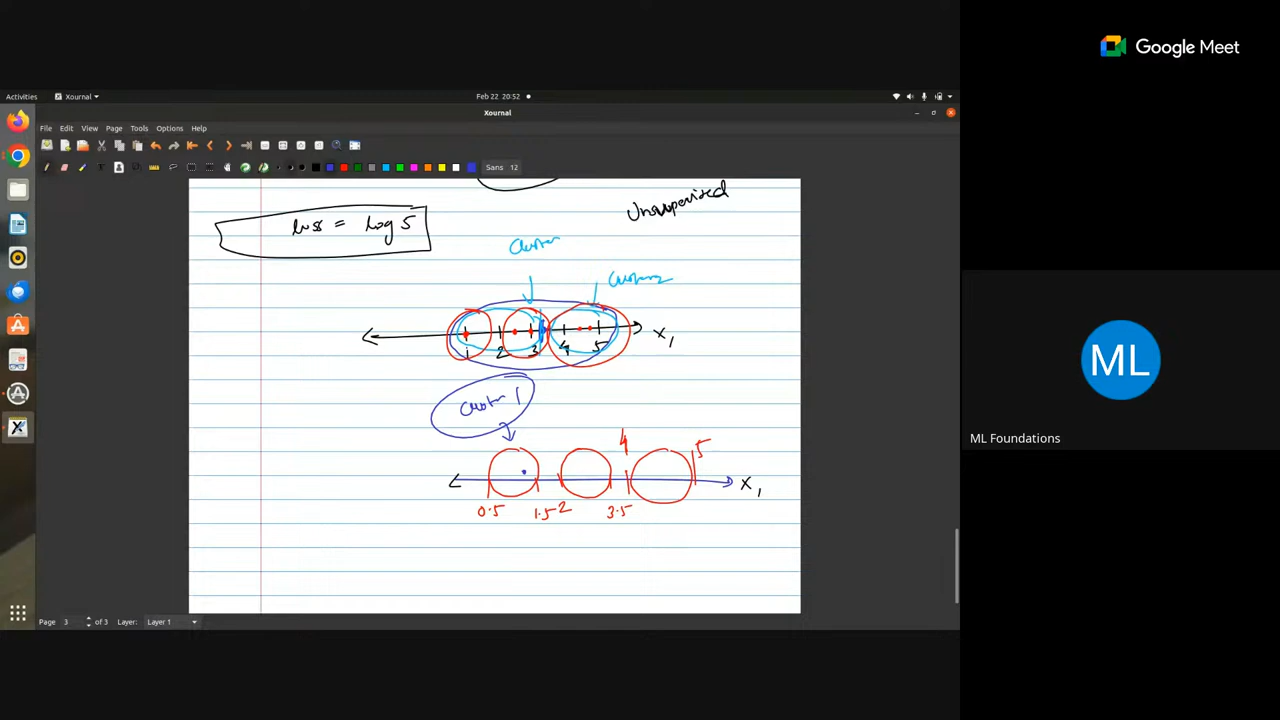 Google Meet
Activities
Xournal
Feb 22 20:52
Xournal
File Edit View Page Tools Options Help
Sans 12
Unsupervised
loss = log 5
Cluster
Cluster 2
1 2 3 4 5 X1
Cluster 1
4 5
X1
0.5 1.5 2 3.5
ML
ML Foundations
Page 3 of 3 Layer: Layer 1